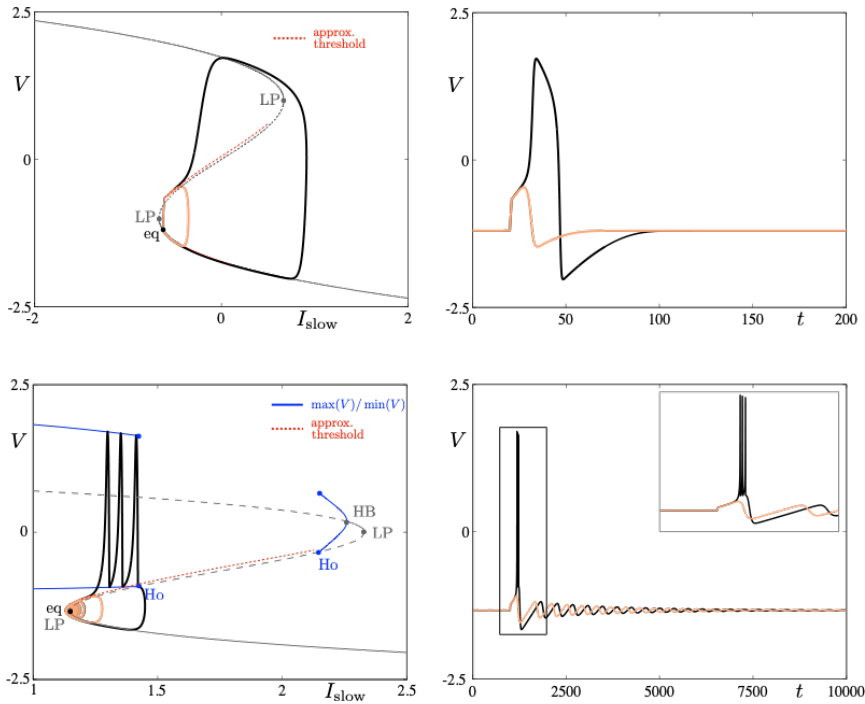 2.5
V
0
-2.5
-2
0
I_slow
2
LP
LP
eq
approx.
threshold
2.5
V
0
-2.5
0
50
100
150
t
200
2.5
V
0
-2.5
1
1.5
2
I_slow
2.5
max(V)/min(V)
approx.
threshold
HB
LP
Ho
Ho
eq
LP
2.5
V
0
-2.5
0
2500
5000
7500
t
10000